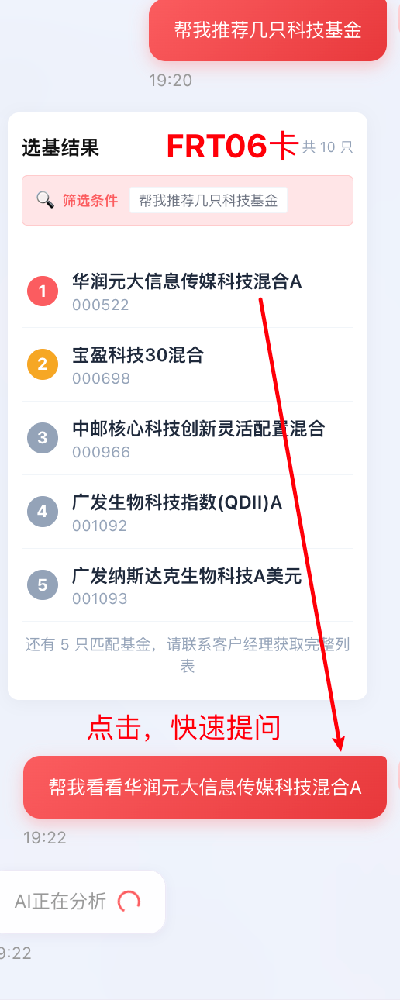 帮我推荐几只科技基金
19:20
选基结果
FRT06卡
共 10 只
筛选条件
帮我推荐几只科技基金
1
华润元大信息传媒科技混合A
000522
2
宝盈科技30混合
000698
3
中邮核心科技创新灵活配置混合
000966
4
广发生物科技指数(QDII)A
001092
5
广发纳斯达克生物科技A美元
001093
还有 5 只匹配基金，请联系客户经理获取完整列
表
点击，快速提问
帮我看看华润元大信息传媒科技混合A
19:22
AI正在分析
9:22